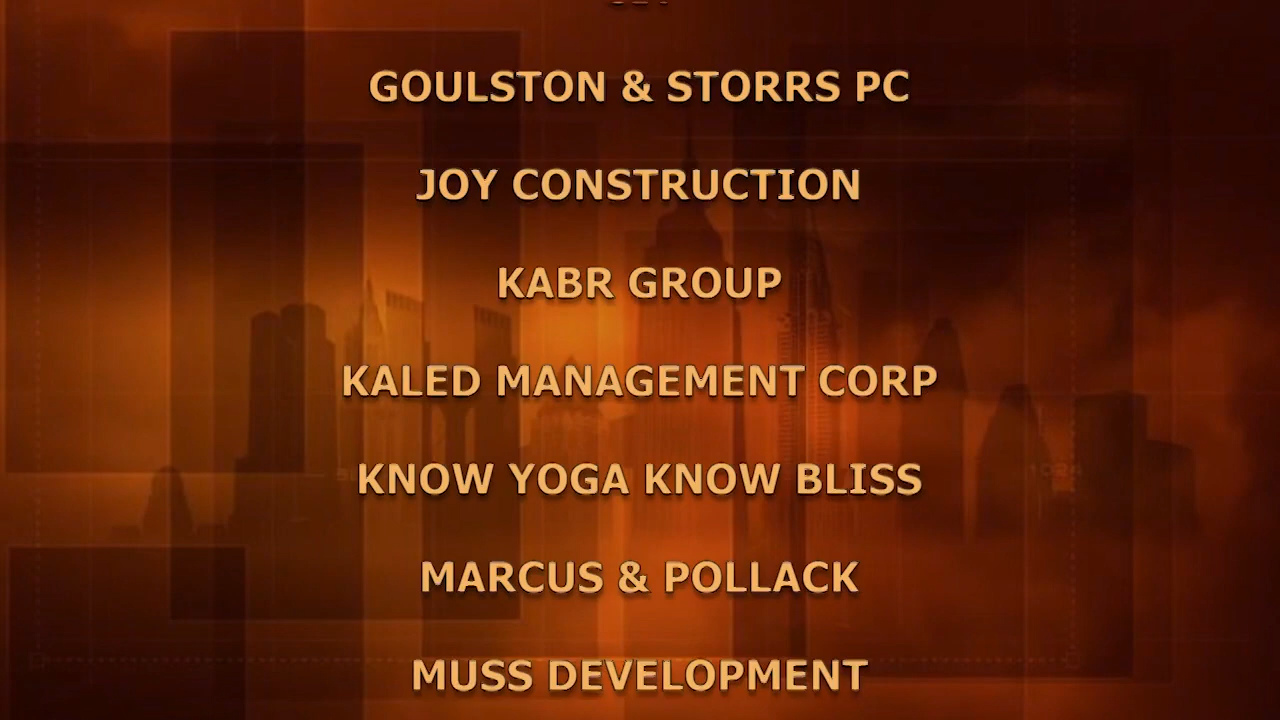 GOULSTON & STORRS PC
JOY CONSTRUCTION
KABR GROUP
KALED MANAGEMENT CORP
KNOW YOGA KNOW BLISS
MARCUS & POLLACK
MUSS DEVELOPMENT